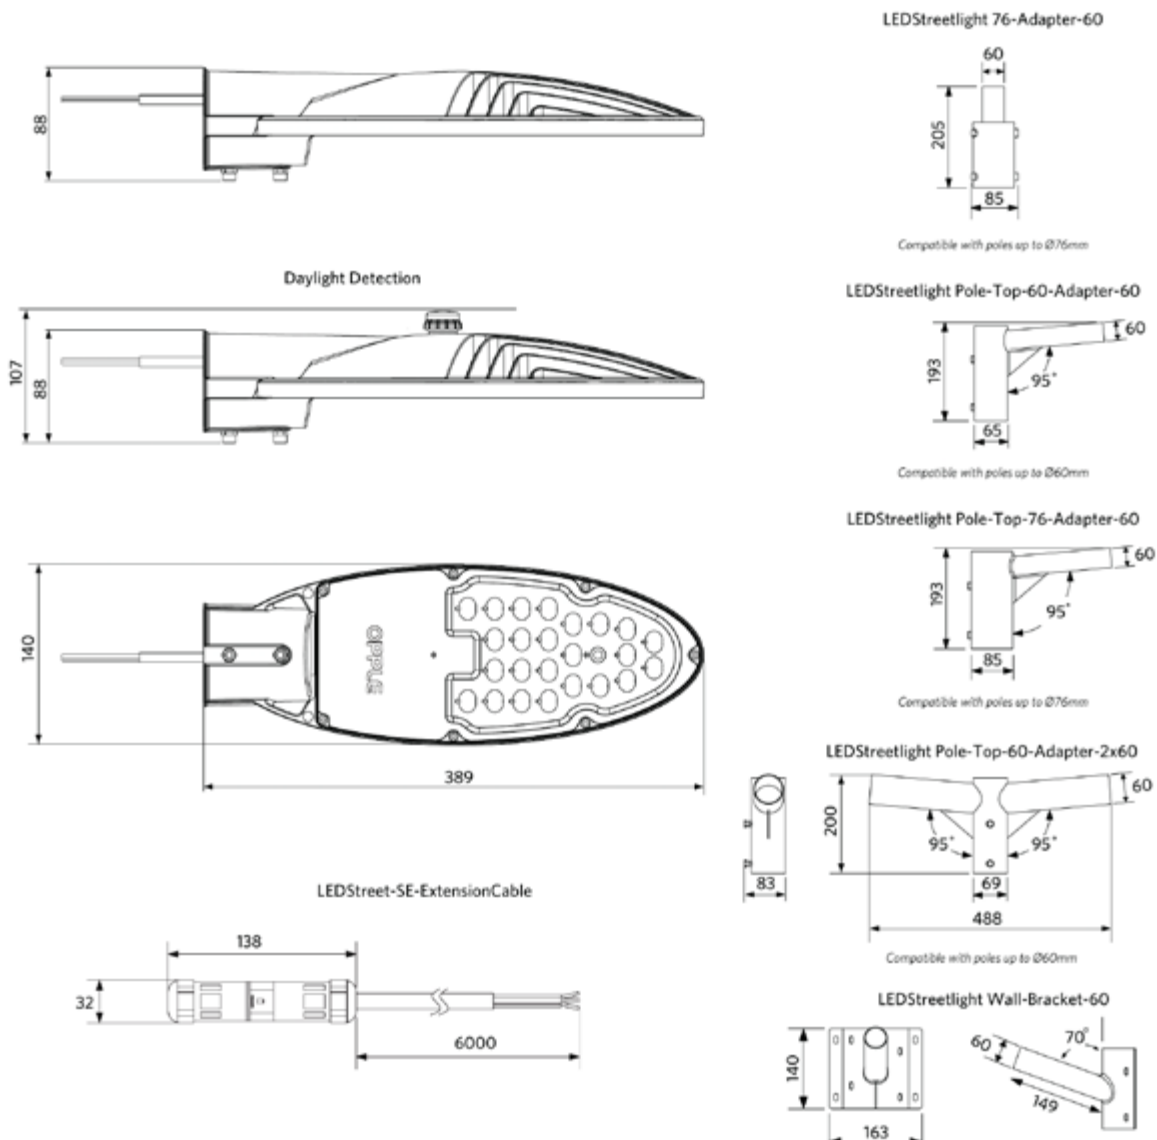 88
Daylight Detection
107
88
OPPLE
140
389
LEDStreet-SE-ExtensionCable
138
32
6000
LEDStreetlight 76-Adapter-60
60
205
85
Compatible with poles up to Ø76mm
LEDStreetlight Pole-Top-60-Adapter-60
60
193
95°
65
Compatible with poles up to Ø60mm
LEDStreetlight Pole-Top-76-Adapter-60
60
193
95°
85
Compatible with poles up to Ø76mm
LEDStreetlight Pole-Top-60-Adapter-2x60
60
200
95°
95°
83
69
488
Compatible with poles up to Ø60mm
LEDStreetlight Wall-Bracket-60
60
70°
140
149
163